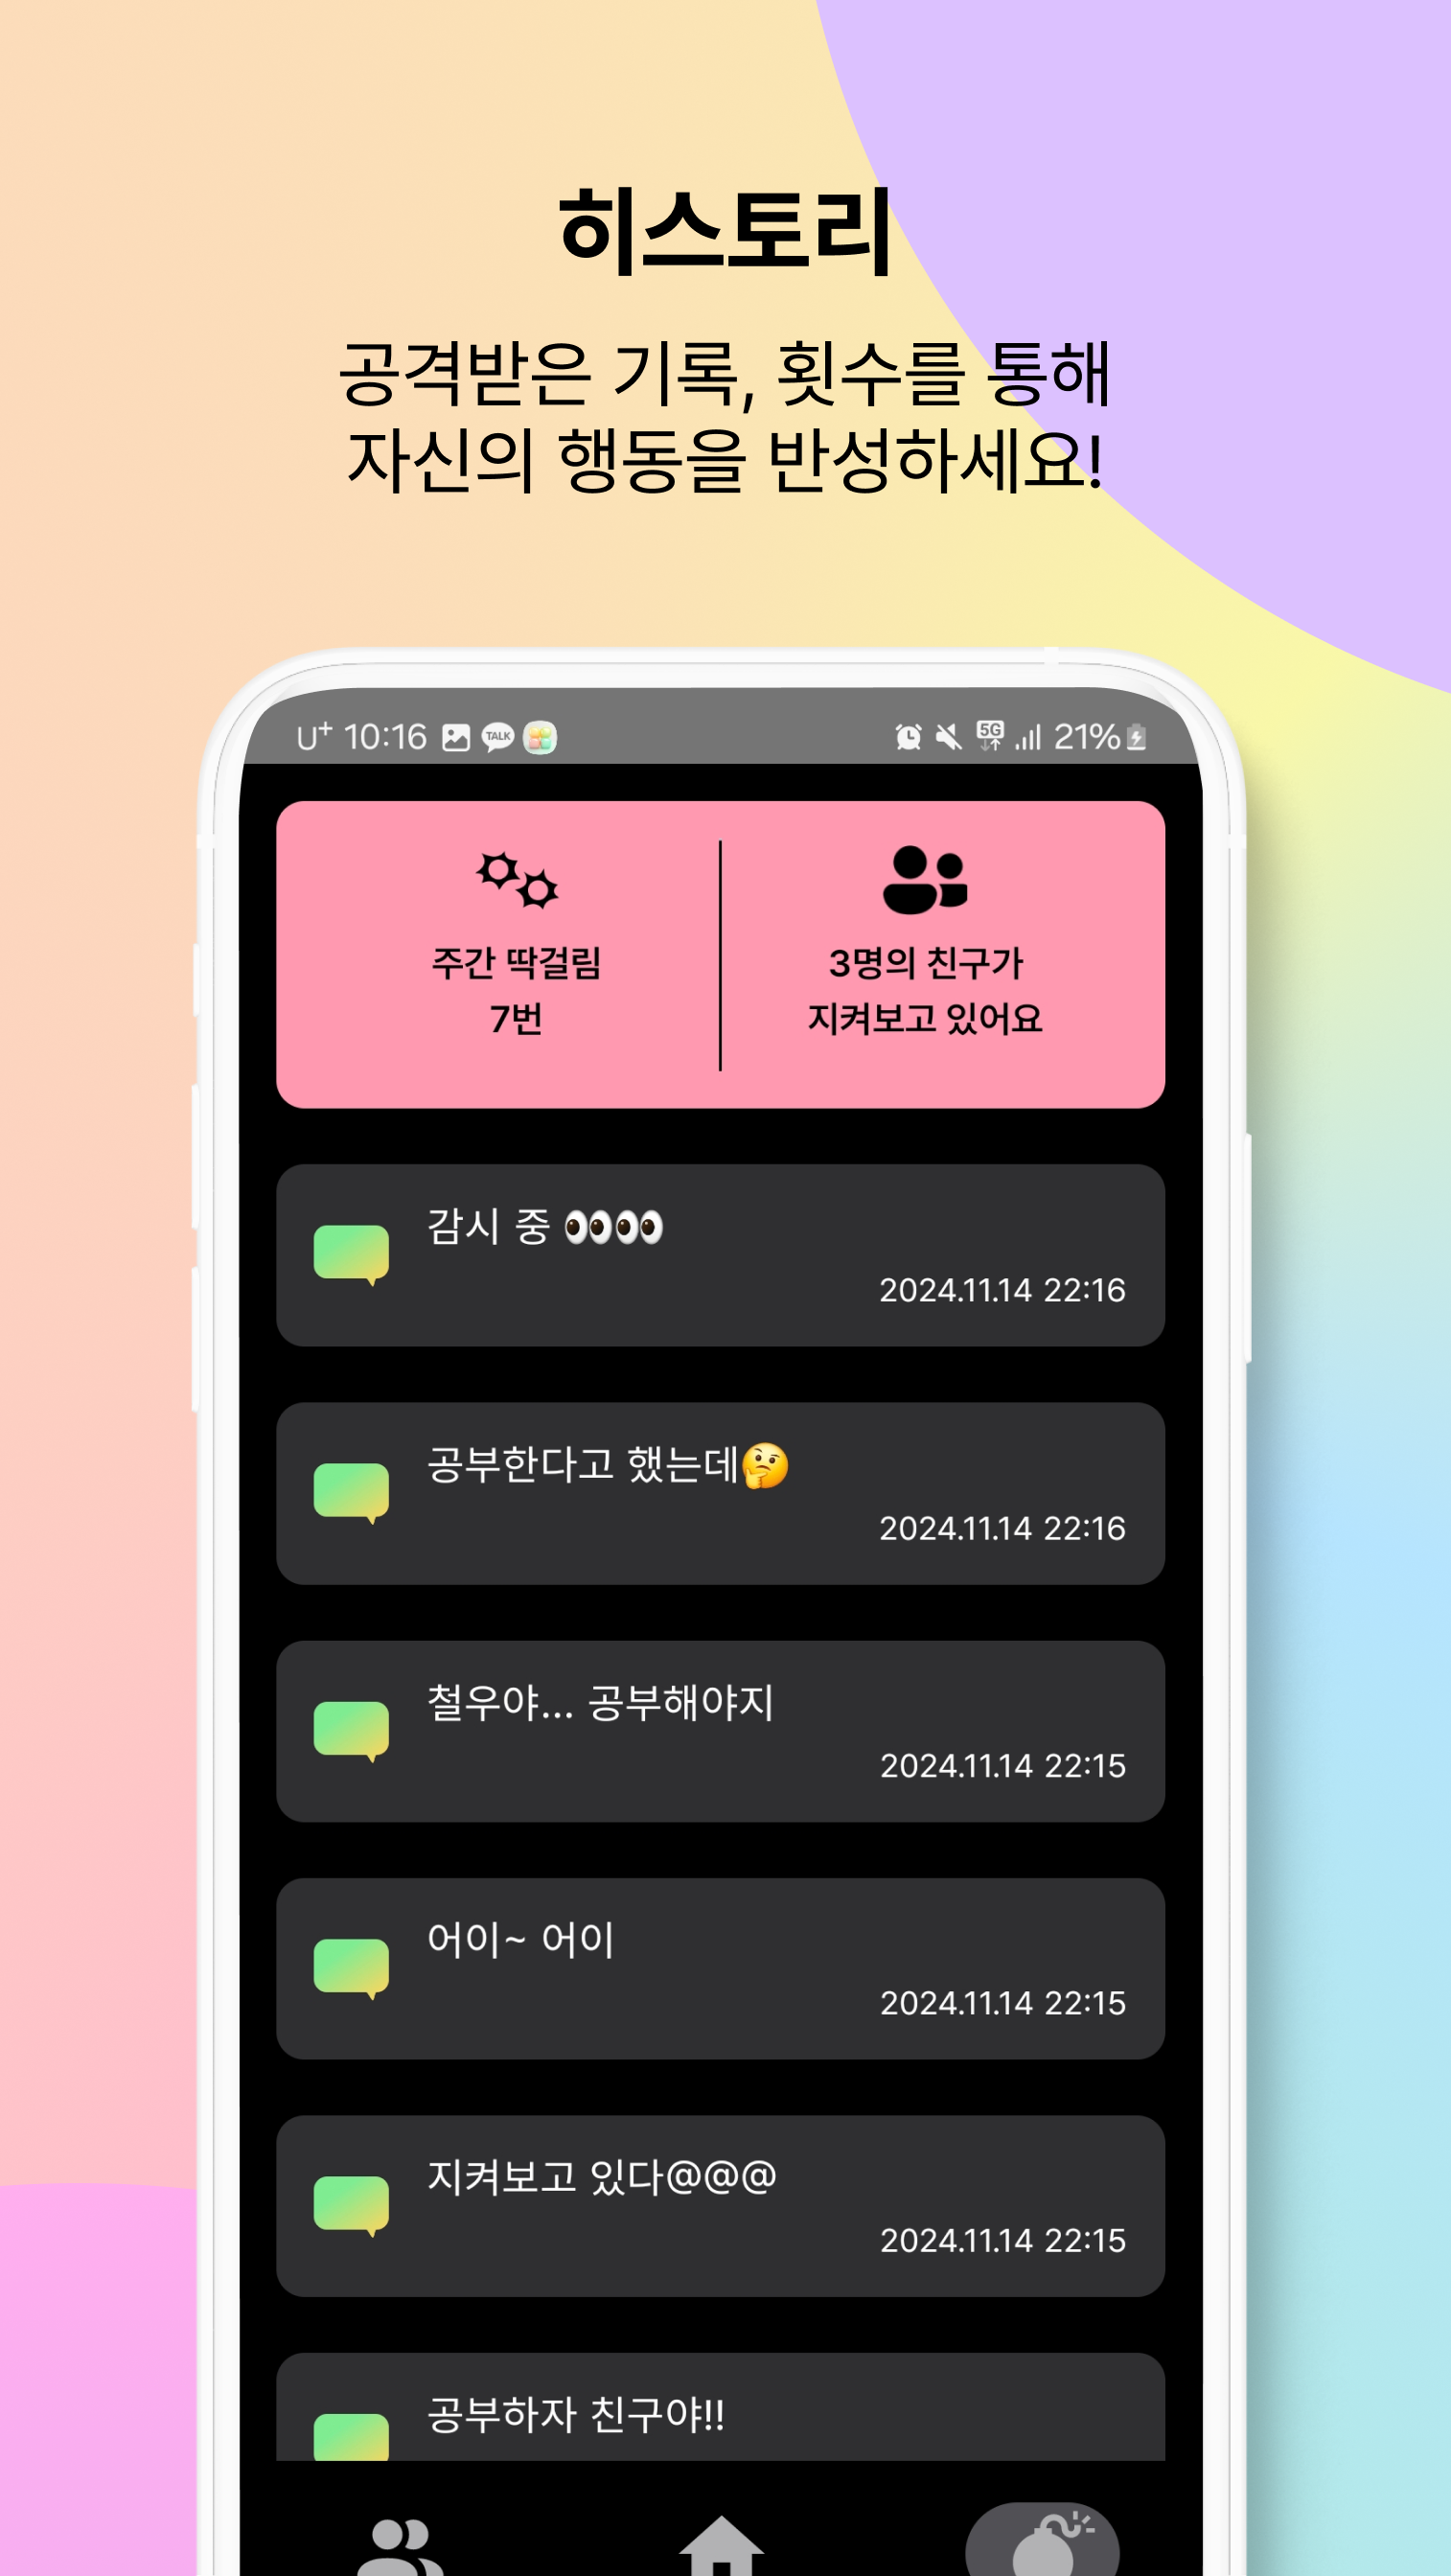 히스토리
공격받은 기록, 횟수를 통해
자신의 행동을 반성하세요!
U+ 10:16 TALK 5G 21%
주간 딱걸림
7번
3명의 친구가
지켜보고 있어요
감시 중 👀👀
2024.11.14 22:16
공부한다고 했는데🤔
2024.11.14 22:16
철우야... 공부해야지
2024.11.14 22:15
어이~ 어이
2024.11.14 22:15
지켜보고 있다@@@
2024.11.14 22:15
공부하자 친구야!!